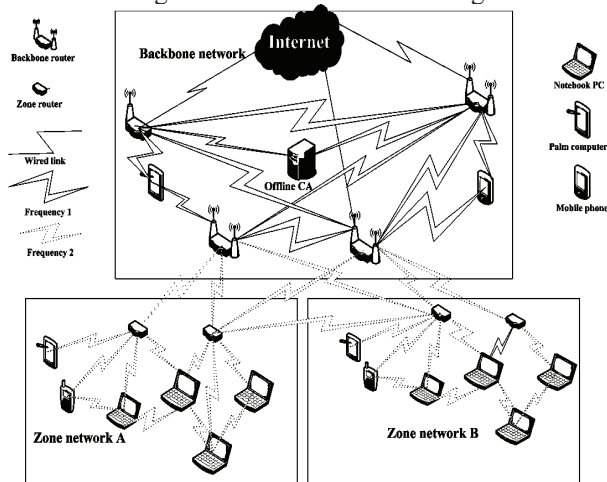 Backbone network
Internet
Backbone router
Zone router
Wired link
Frequency 1
Frequency 2
Offline CA
Notebook PC
Palm computer
Mobile phone
Zone network A
Zone network B